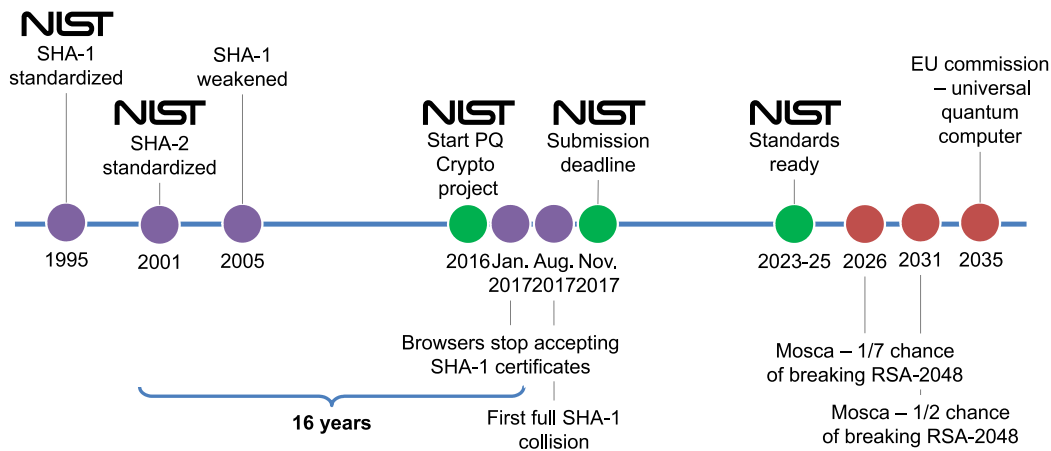 NIST
SHA-1
standardized
SHA-1
weakened
NIST
SHA-2
standardized
NIST
Start PQ
Crypto
project
NIST
Submission
deadline
NIST
Standards
ready
EU commission
– universal
quantum
computer
1995
2001
2005
2016
Jan.
2017
Aug.
2017
Nov.
2017
2023-25
2026
2031
2035
Browsers stop accepting
SHA-1 certificates
16 years
First full SHA-1
collision
Mosca – 1/7 chance
of breaking RSA-2048
Mosca – 1/2 chance
of breaking RSA-2048